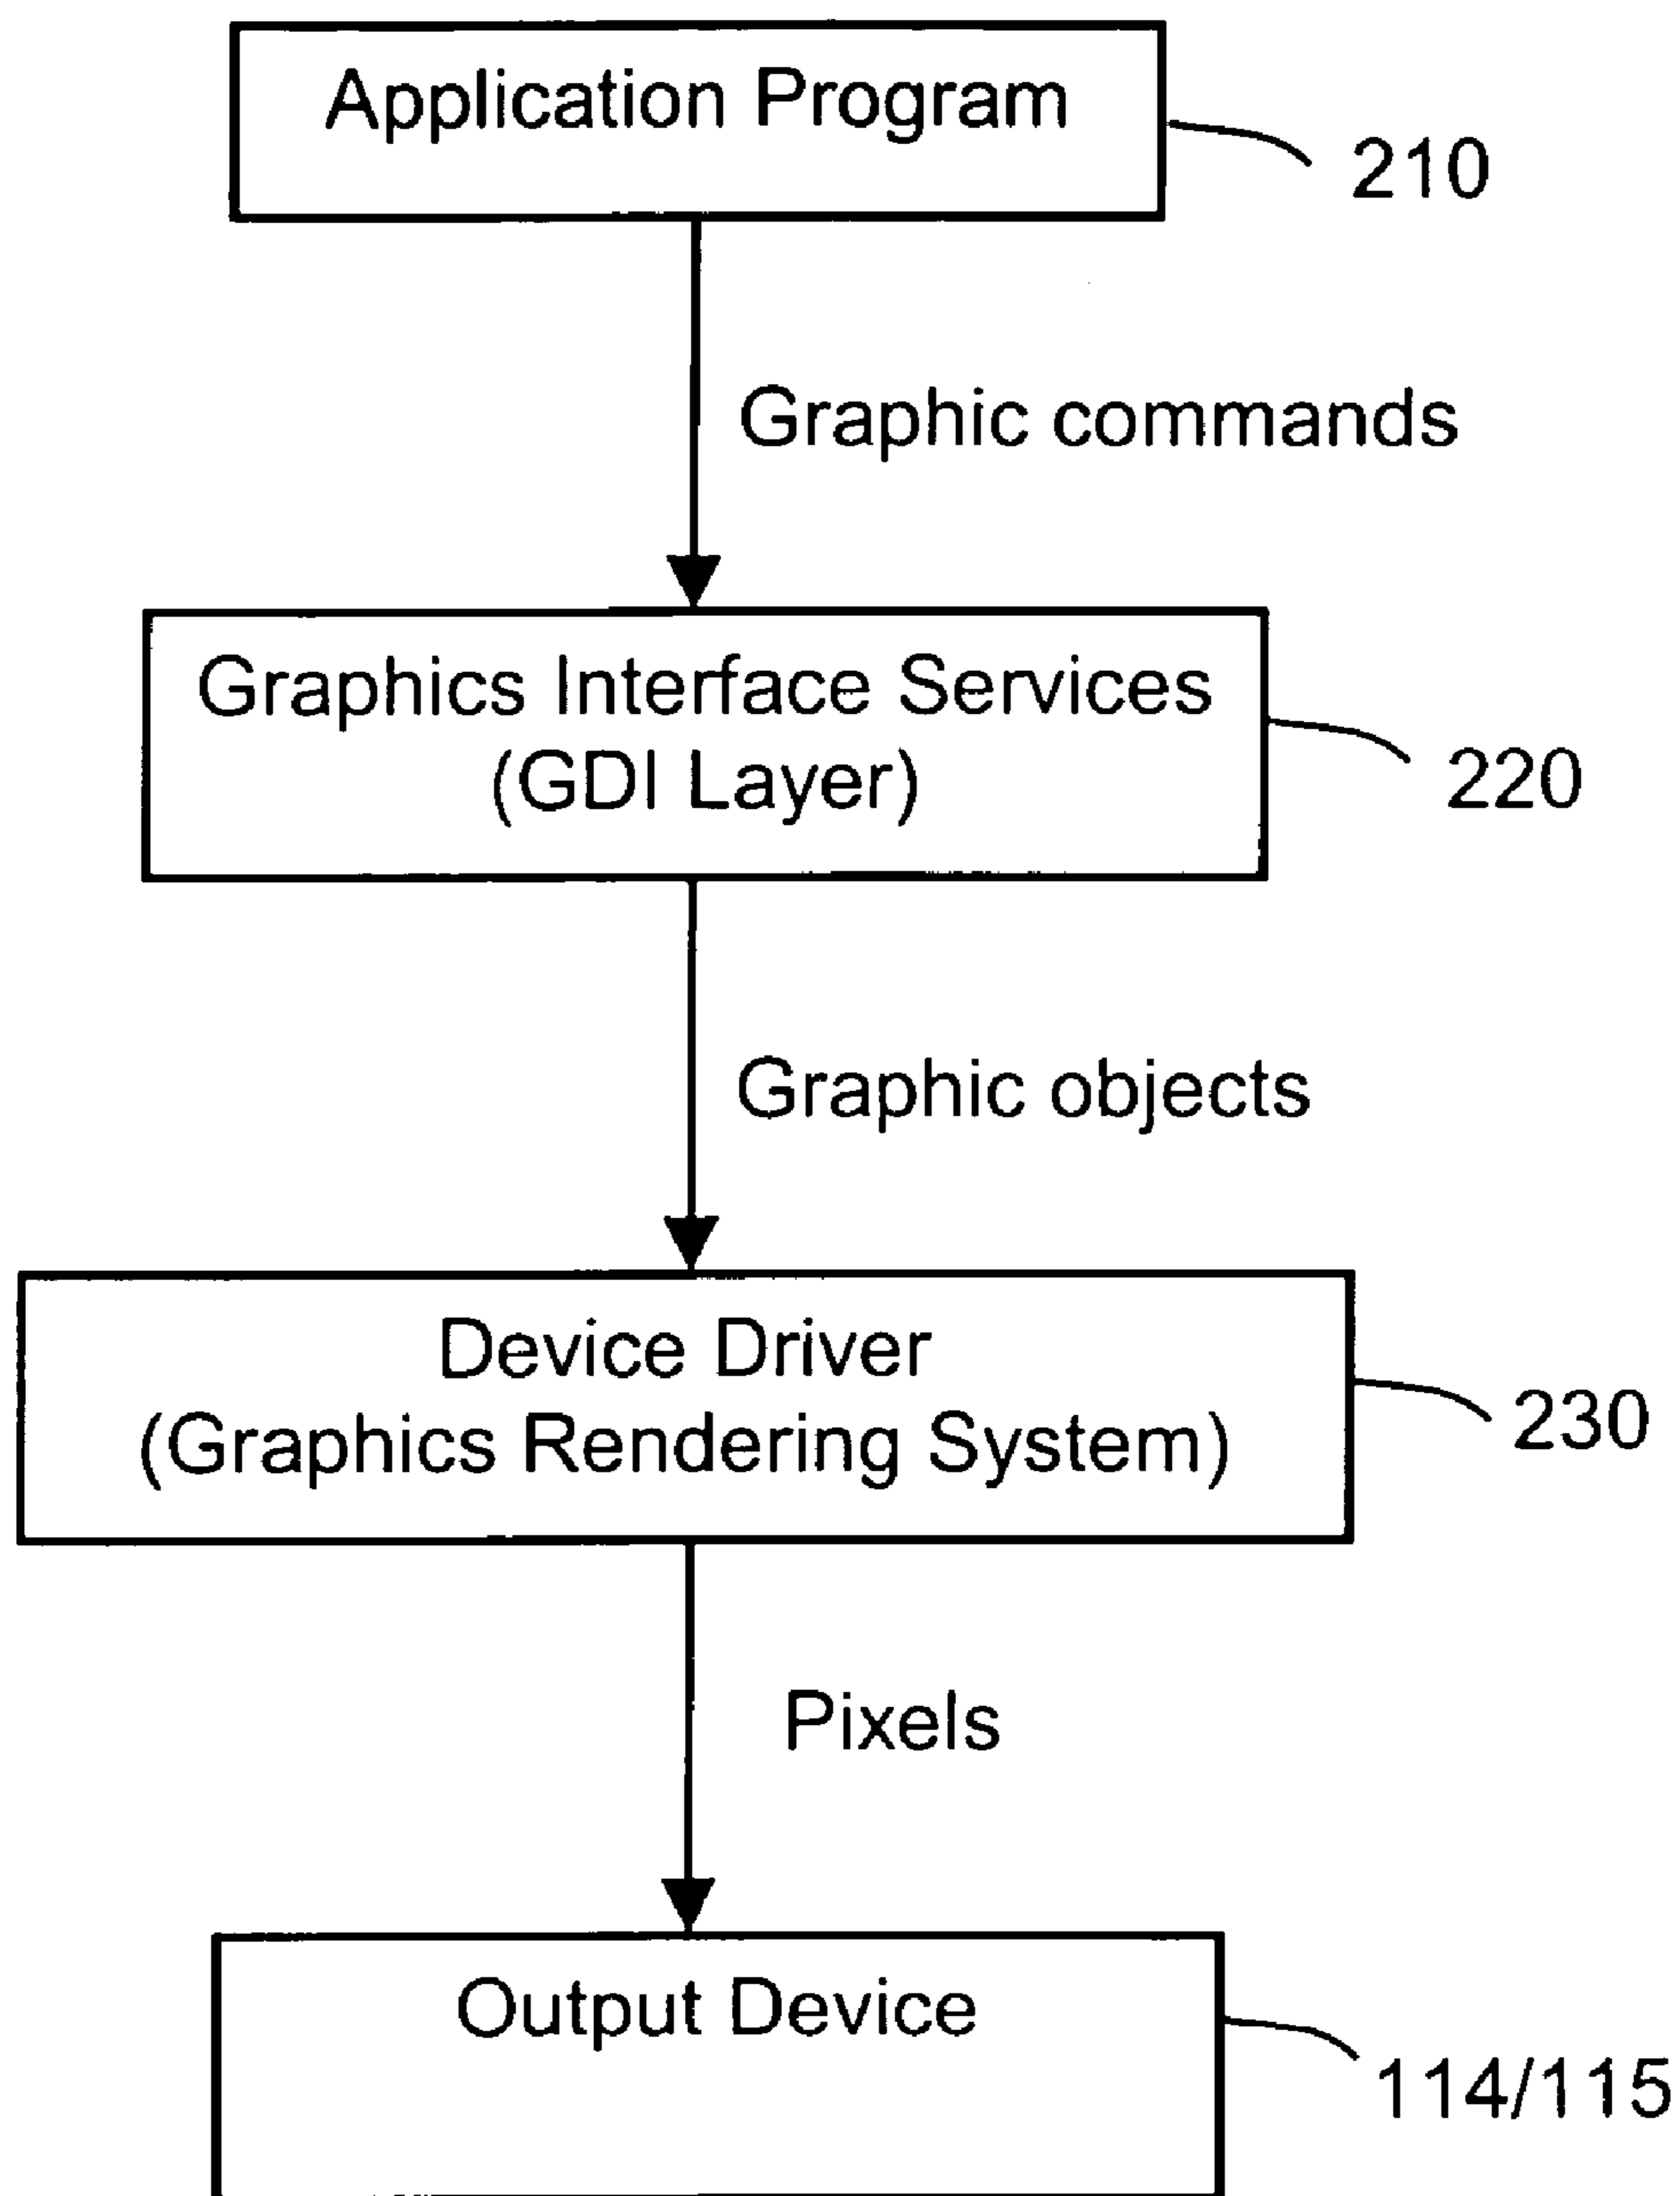 Application Program
210
Graphic commands
Graphics Interface Services
(GDI Layer)
220
Graphic objects
Device Driver
(Graphics Rendering System)
230
Pixels
Output Device
114/115